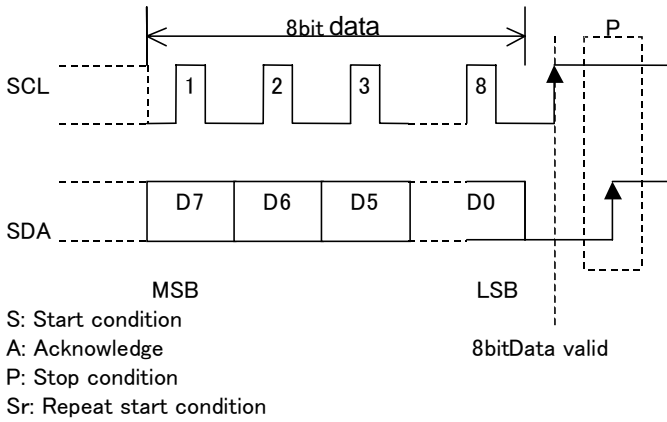 8bit data
P
SCL
1 2 3 8
D7 D6 D5 D0
SDA
MSB LSB
S: Start condition
A: Acknowledge 8bitData valid
P: Stop condition
Sr: Repeat start condition